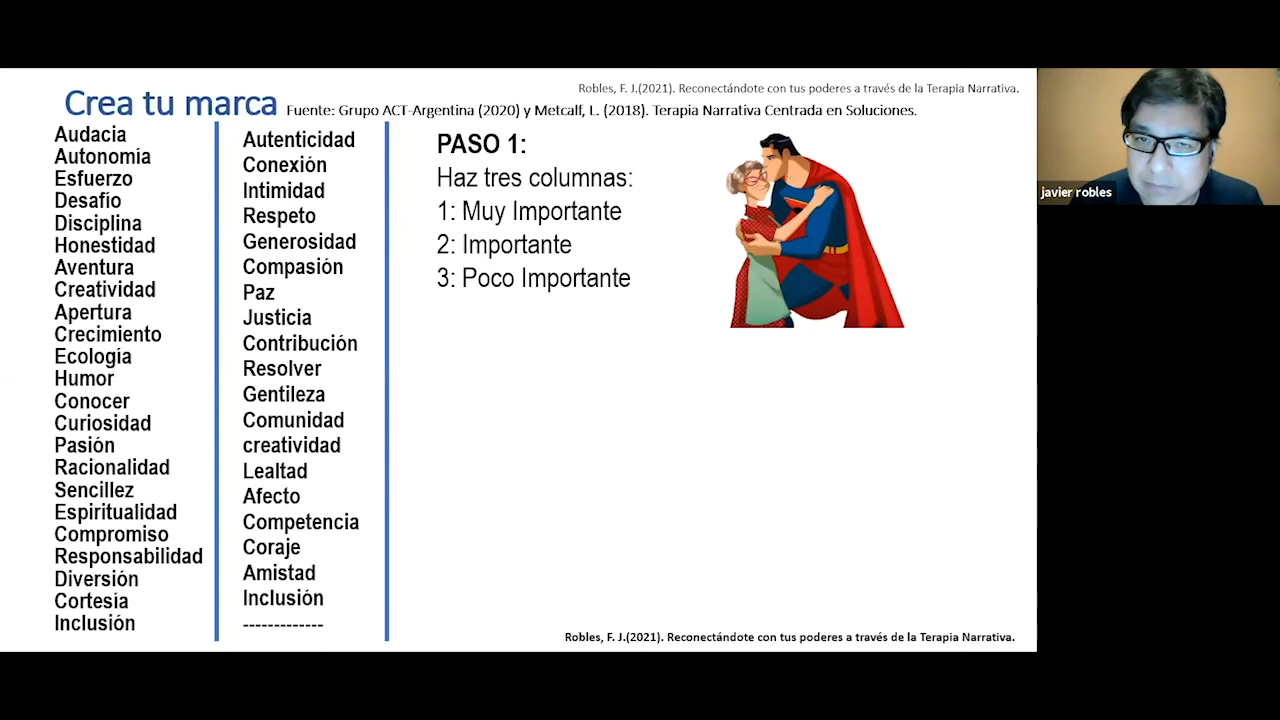 Robles, F. J.(2021). Reconectándote con tus poderes a través de la Terapia Narrativa.
Crea tu marca
Fuente: Grupo ACT-Argentina (2020) y Metcalf, L. (2018). Terapia Narrativa Centrada en Soluciones.
Audacia
Autonomía
Esfuerzo
Desafío
Disciplina
Honestidad
Aventura
Creatividad
Apertura
Crecimiento
Ecología
Humor
Conocer
Curiosidad
Pasión
Racionalidad
Sencillez
Espiritualidad
Compromiso
Responsabilidad
Diversión
Cortesía
Inclusión
Autenticidad
Conexión
Intimidad
Respeto
Generosidad
Compasión
Paz
Justicia
Contribución
Resolver
Gentileza
Comunidad
creatividad
Lealtad
Afecto
Competencia
Coraje
Amistad
Inclusión
-------------
PASO 1:
Haz tres columnas:
1: Muy Importante
2: Importante
3: Poco Importante
Robles, F. J.(2021). Reconectándote con tus poderes a través de la Terapia Narrativa.
javier robles